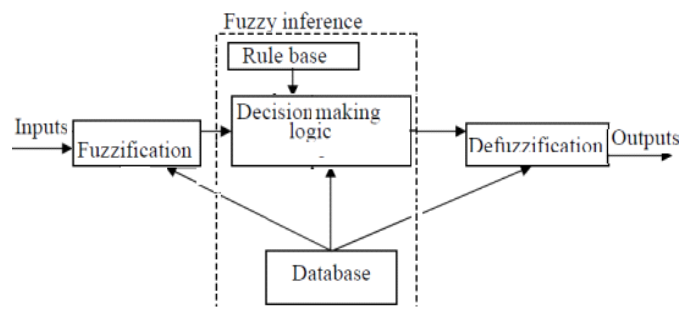 Fuzzy inference
Rule base
Inputs
Fuzzification
Decision making
logic
Defuzzification
Outputs
Database